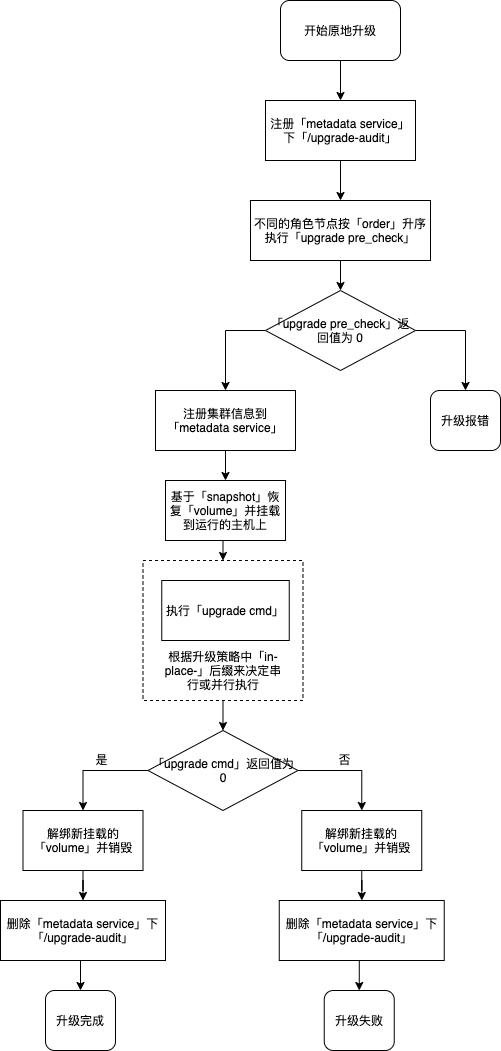 开始原地升级
注册「metadata service」
下「/upgrade-audit」
不同的角色节点按「order」升序
执行「upgrade pre_check」
「upgrade pre_check」返
回值为 0
注册集群信息到
「metadata service」
升级报错
基于「snapshot」恢
复「volume」并挂载
到运行的主机上
执行「upgrade cmd」
根据升级策略中「in-
place-」后缀来决定串
行或并行执行
「upgrade cmd」返回值为
0
是
否
解绑新挂载的
「volume」并销毁
解绑新挂载的
「volume」并销毁
删除「metadata service」下
「/upgrade-audit」
删除「metadata service」下
「/upgrade-audit」
升级完成
升级失败